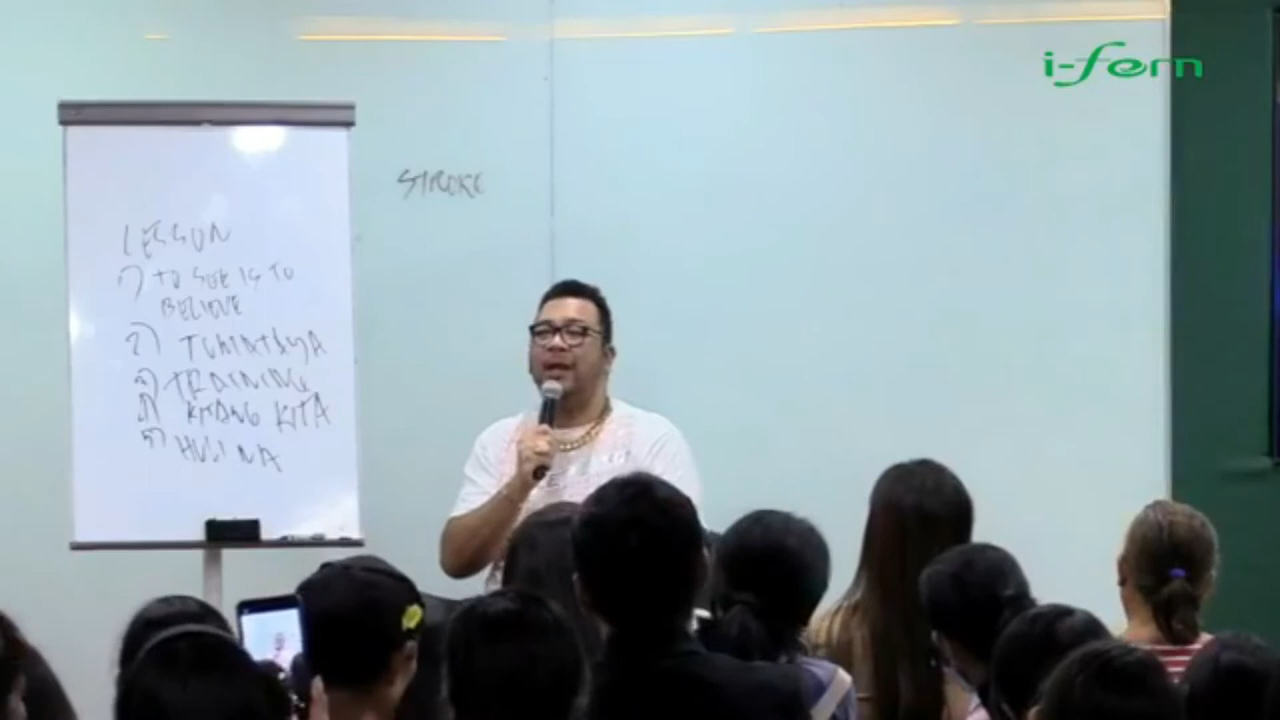 i-fern
STROKE
LESSON
1) TO SEE IS TO
BELIEVE
2) TUMATAYA
3) TRAINING
4) KITANG KITA
5) HULI NA